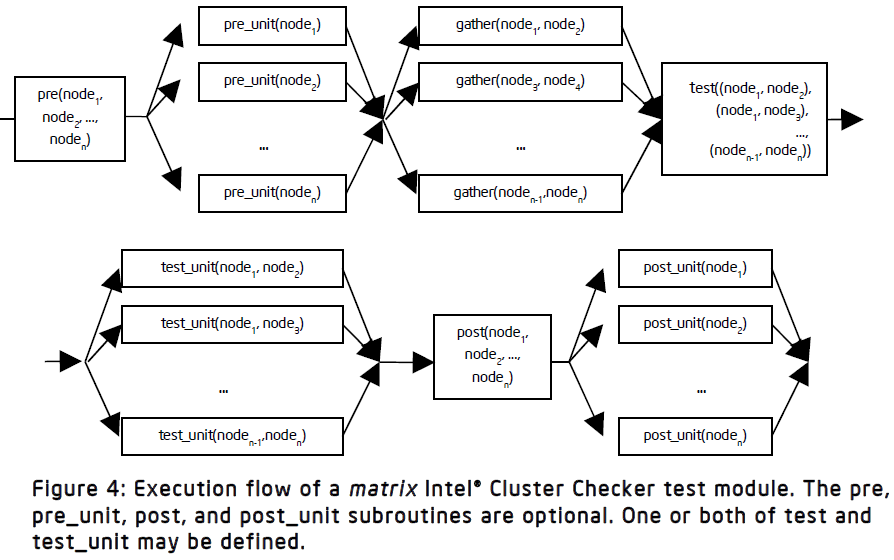 pre(node1,
node2, ...,
noden)
pre_unit(node1)
pre_unit(node2)
...
pre_unit(noden)
gather(node1, node2)
gather(node3, node4)
...
gather(noden-1,noden)
test((node1, node2),
(node1, node3),
...,
(noden-1, noden))
test_unit(node1, node2)
test_unit(node1, node3)
...
test_unit(noden-1,noden)
post(node1,
node2, ...,
noden)
post_unit(node1)
post_unit(node2)
...
post_unit(noden)
Figure 4: Execution flow of a matrix Intel® Cluster Checker test module. The pre,
pre_unit, post, and post_unit subroutines are optional. One or both of test and
test_unit may be defined.